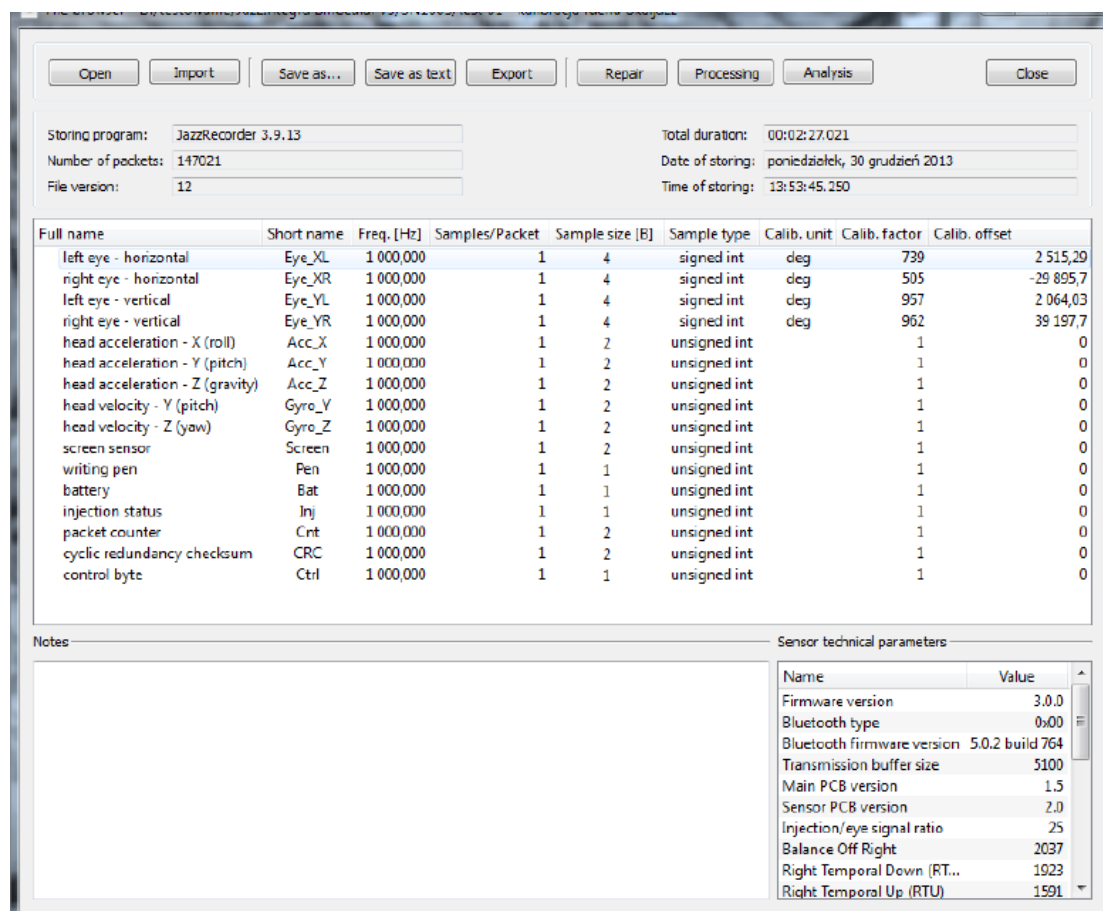 Open Import Save as... Save as text Export Repair Processing Analysis Close
Storing program: JazzRecorder 3.9.13 Total duration: 00:02:27.021
Number of packets: 147021 Date of storing: poniedziałek, 30 grudzień 2013
File version: 12 Time of storing: 13:53:45.250
Full name Short name Freq. [Hz] Samples/Packet Sample size [B] Sample type Calib. unit Calib. factor Calib. offset
left eye - horizontal Eye_XL 1 000,000 1 4 signed int deg 739 2 515,29
right eye - horizontal Eye_XR 1 000,000 1 4 signed int deg 505 -29 895,7
left eye - vertical Eye_YL 1 000,000 1 4 signed int deg 957 2 064,03
right eye - vertical Eye_YR 1 000,000 1 4 signed int deg 962 39 197,7
head acceleration - X (roll) Acc_X 1 000,000 1 2 unsigned int 1 0
head acceleration - Y (pitch) Acc_Y 1 000,000 1 2 unsigned int 1 0
head acceleration - Z (gravity) Acc_Z 1 000,000 1 2 unsigned int 1 0
head velocity - Y (pitch) Gyro_Y 1 000,000 1 2 unsigned int 1 0
head velocity - Z (yaw) Gyro_Z 1 000,000 1 2 unsigned int 1 0
screen sensor Screen 1 000,000 1 2 unsigned int 1 0
writing pen Pen 1 000,000 1 1 unsigned int 1 0
battery Bat 1 000,000 1 1 unsigned int 1 0
injection status Inj 1 000,000 1 1 unsigned int 1 0
packet counter Cnt 1 000,000 1 2 unsigned int 1 0
cyclic redundancy checksum CRC 1 000,000 1 2 unsigned int 1 0
control byte Ctrl 1 000,000 1 1 unsigned int 1 0
Notes Sensor technical parameters
Name Value
Firmware version 3.0.0
Bluetooth type 0x00
Bluetooth firmware version 5.0.2 build 764
Transmission buffer size 5100
Main PCB version 1.5
Sensor PCB version 2.0
Injection/eye signal ratio 25
Balance Off Right 2037
Right Temporal Down (RT... 1923
Right Temporal Up (RTU) 1591